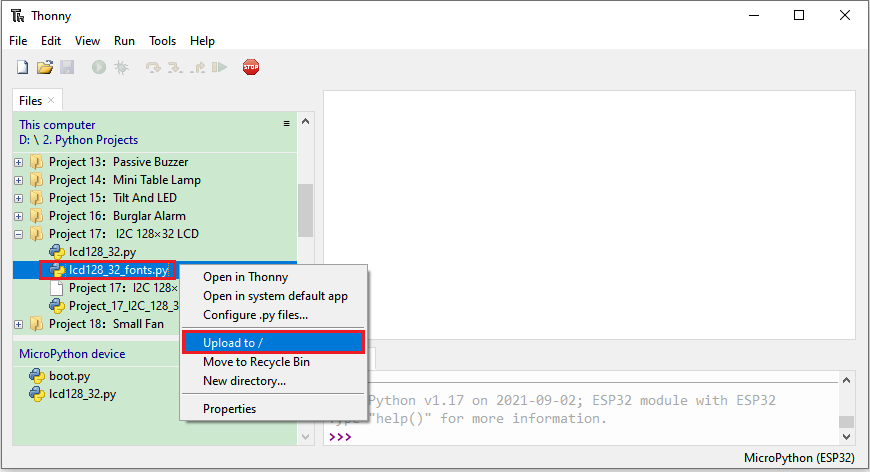 Thonny
File Edit View Run Tools Help
STOP
Files
This computer
D: \ 2. Python Projects
Project 13：Passive Buzzer
Project 14：Mini Table Lamp
Project 15：Tilt And LED
Project 16：Burglar Alarm
Project 17： I2C 128×32 LCD
lcd128_32.py
lcd128_32_fonts.py
Project 17：I2C 128×
Project_17_I2C_128_3
Project 18：Small Fan
Open in Thonny
Open in system default app
Configure .py files...
Upload to /
Move to Recycle Bin
New directory...
Properties
MicroPython device
boot.py
lcd128_32.py
Python v1.17 on 2021-09-02; ESP32 module with ESP32
Type "help()" for more information.
>>>
MicroPython (ESP32)